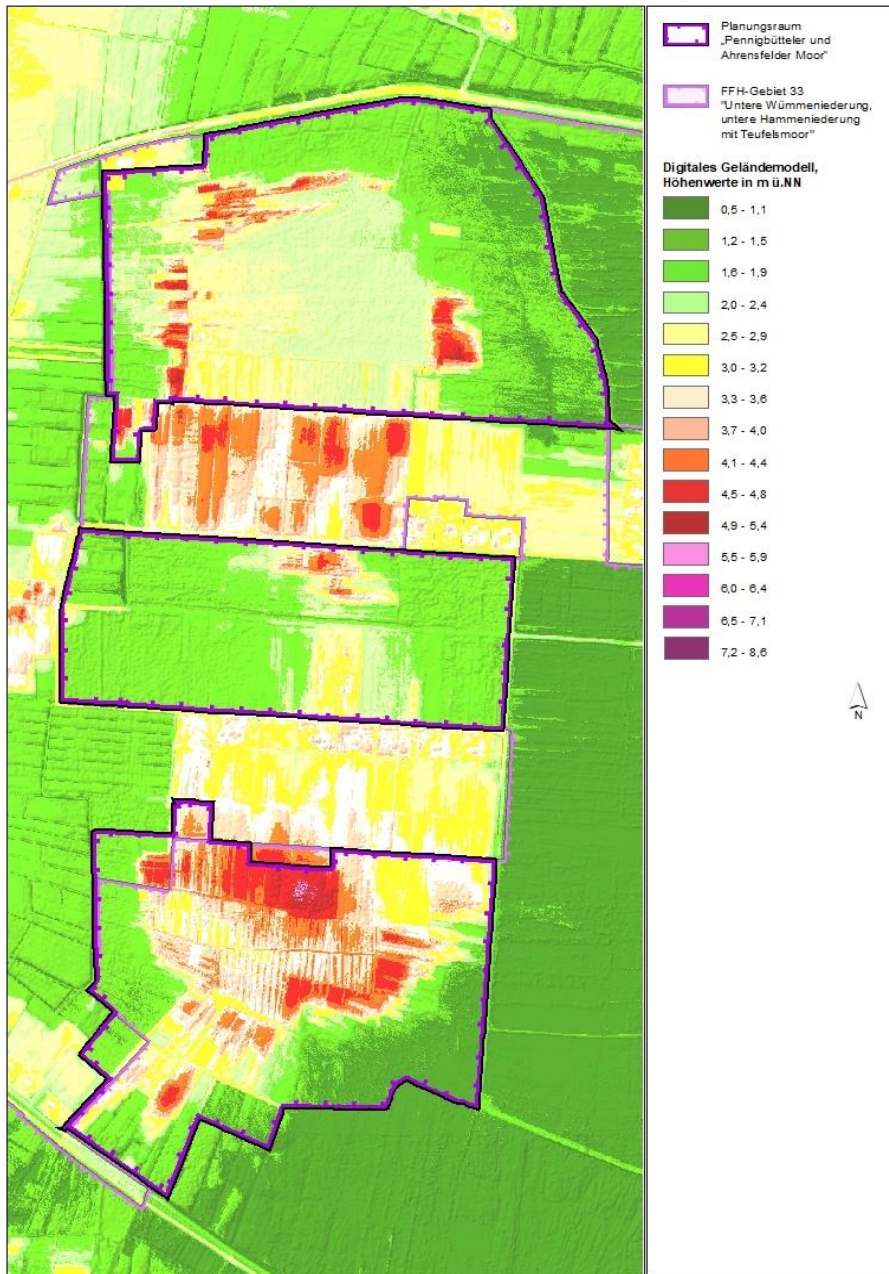 Planungsraum
„Pennigbütteler und
Ahrensfelder Moor"
FFH-Gebiet 33
"Untere Wümmeniederung,
untere Hammeniederung
mit Teufelsmoor"
Digitales Geländemodell,
Höhenwerte in m ü.NN
0,5 - 1,1
1,2 - 1,5
1,6 - 1,9
2,0 - 2,4
2,5 - 2,9
3,0 - 3,2
3,3 - 3,6
3,7 - 4,0
4,1 - 4,4
4,5 - 4,8
4,9 - 5,4
5,5 - 5,9
6,0 - 6,4
6,5 - 7,1
7,2 - 8,6
N